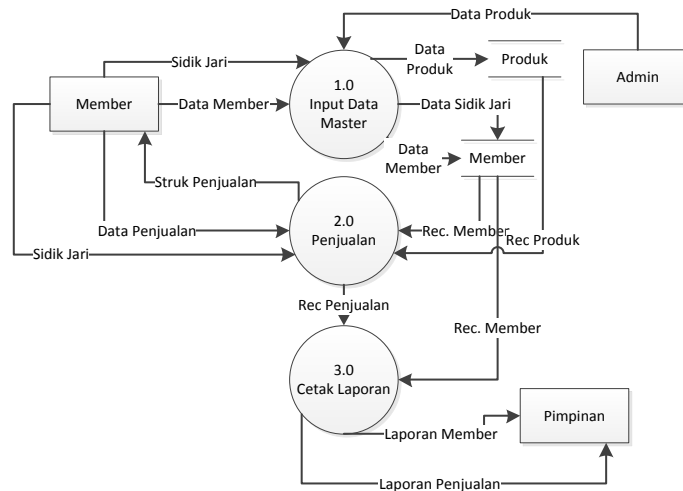 Data Produk
Sidik Jari
Data
Produk
Produk
Admin
1.0
Input Data
Master
Member
Data Member
Data Sidik Jari
Data
Member
Member
Struk Penjualan
2.0
Penjualan
Data Penjualan
Rec. Member
Rec Produk
Sidik Jari
Rec Penjualan
Rec. Member
3.0
Cetak Laporan
Pimpinan
Laporan Member
Laporan Penjualan